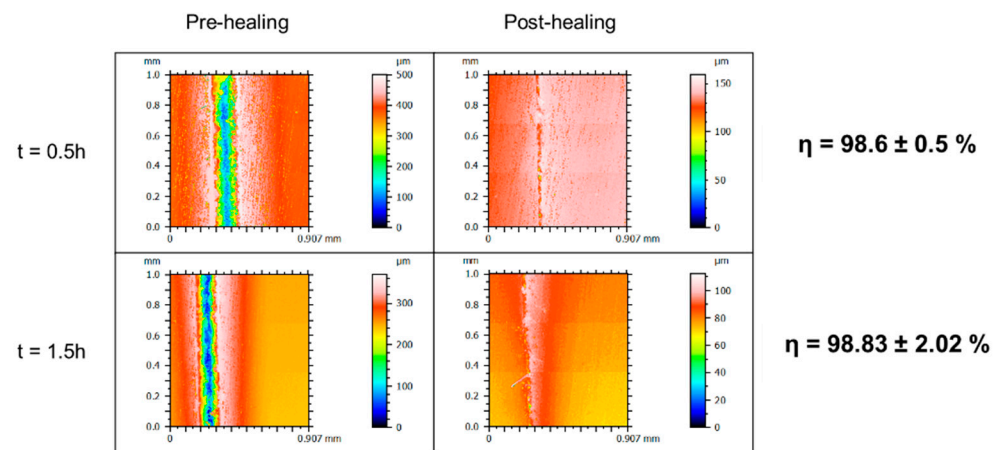 Pre-healing
Post-healing
t = 0.5h
mm
1.0
0.8
0.6
0.4
0.2
0.0
0
0.907 mm
µm
500
400
300
200
100
0
mm
1.0
0.8
0.6
0.4
0.2
0.0
0
0.907 mm
µm
150
100
50
0
η = 98.6 ± 0.5 %
t = 1.5h
mm
1.0
0.8
0.6
0.4
0.2
0.0
0
0.907 mm
µm
300
200
100
0
mm
1.0
0.8
0.6
0.4
0.2
0.0
0
0.907 mm
µm
100
80
60
40
20
0
η = 98.83 ± 2.02 %